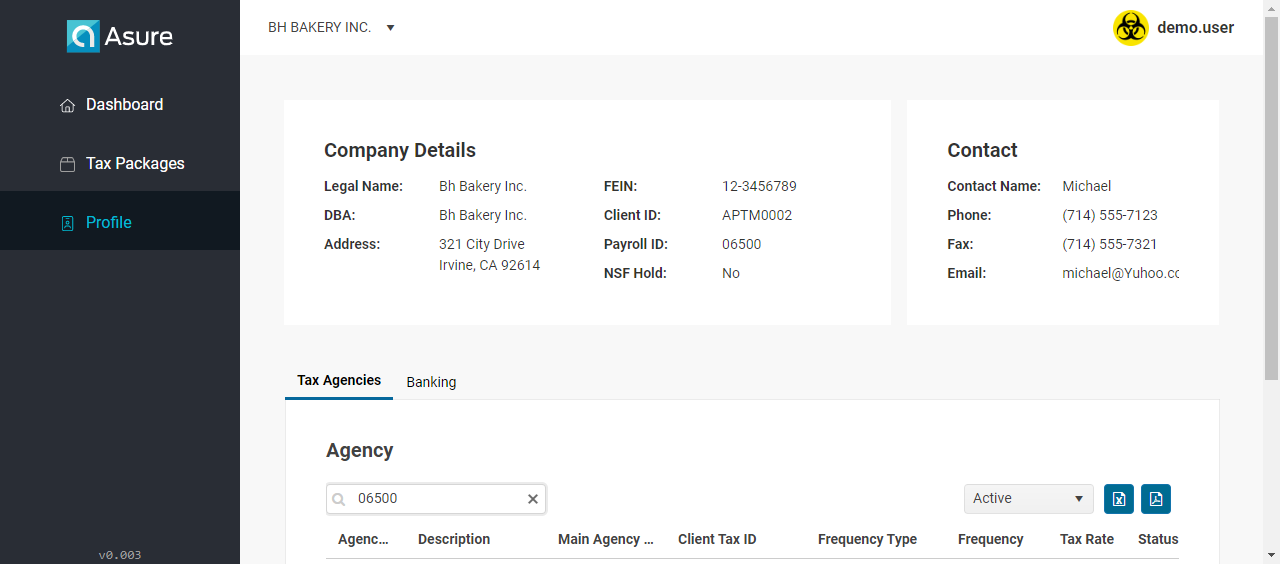 Asure
BH BAKERY INC.
demo.user
Dashboard
Tax Packages
Profile
v0.003
Company Details
Legal Name: Bh Bakery Inc. FEIN: 12-3456789
DBA: Bh Bakery Inc. Client ID: APTM0002
Address: 321 City Drive Payroll ID: 06500
Irvine, CA 92614
NSF Hold: No
Contact
Contact Name: Michael
Phone: (714) 555-7123
Fax: (714) 555-7321
Email: michael@Yuhoo.cc
Tax Agencies Banking
Agency
06500
Active
Agenc... Description Main Agency ... Client Tax ID Frequency Type Frequency Tax Rate Status